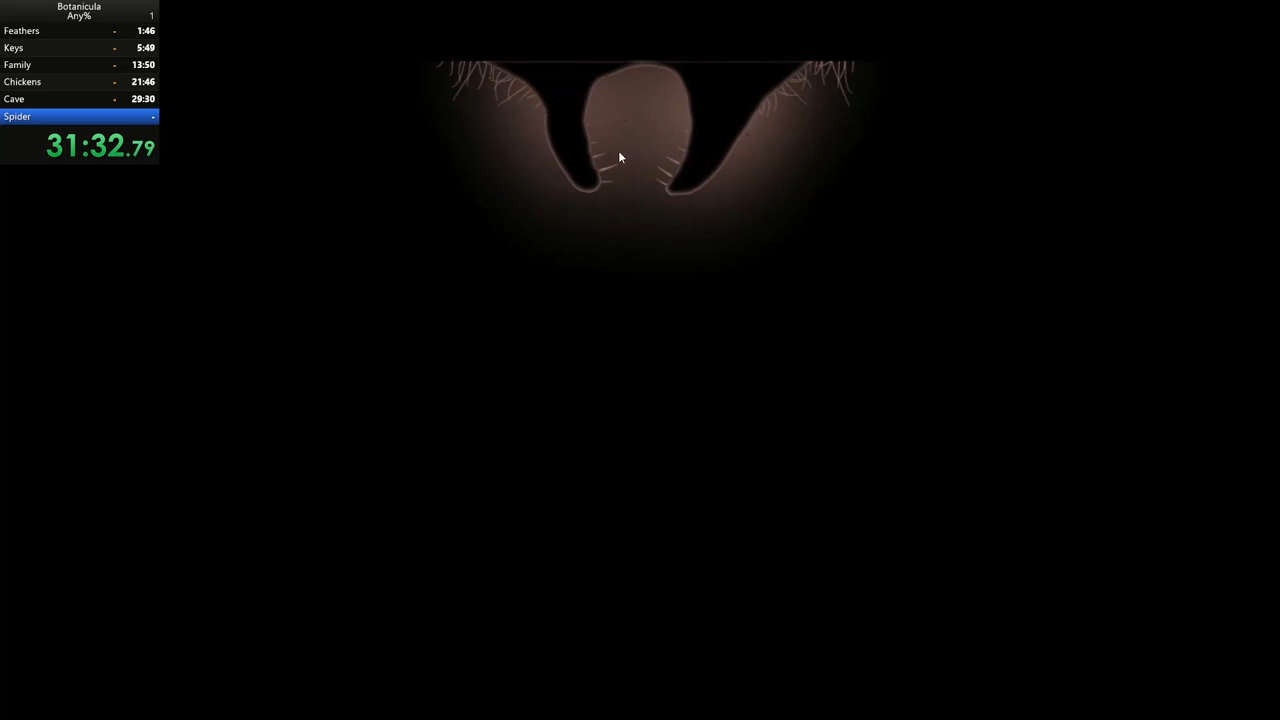 Botanicula
Any% 1
Feathers - 1:46
Keys - 5:49
Family - 13:50
Chickens - 21:46
Cave - 29:30
Spider -
31:32.79